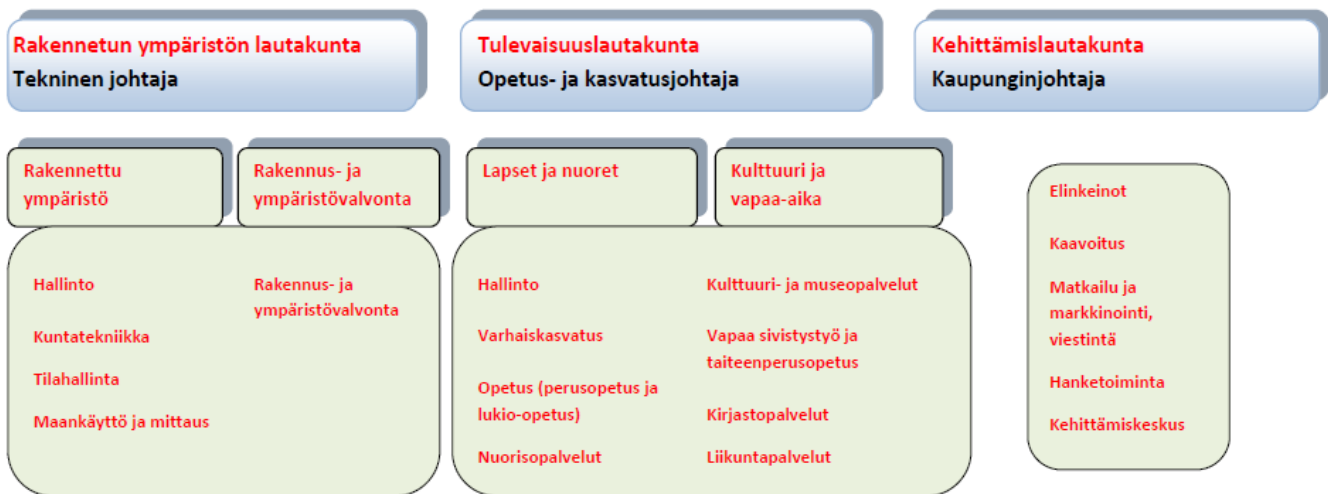 Rakennetun ympäristön lautakunta
Tekninen johtaja
Tulevaisuuslautakunta
Opetus- ja kasvatusjohtaja
Kehittämislautakunta
Kaupunginjohtaja
Rakennettu
ympäristö
Rakennus- ja
ympäristövalvonta
Lapset ja nuoret
Kulttuuri ja
vapaa-aika
Hallinto
Kuntatekniikka
Tilahallinta
Maankäyttö ja mittaus
Rakennus- ja
ympäristövalvonta
Hallinto
Varhaiskasvatus
Opetus (perusopetus ja
lukio-opetus)
Nuorisopalvelut
Kulttuuri- ja museopalvelut
Vapaa sivistystyö ja
taiteenperusopetus
Kirjastopalvelut
Liikuntapalvelut
Elinkeinot
Kaavoitus
Matkailu ja
markkinointi,
viestintä
Hanketoiminta
Kehittämiskeskus